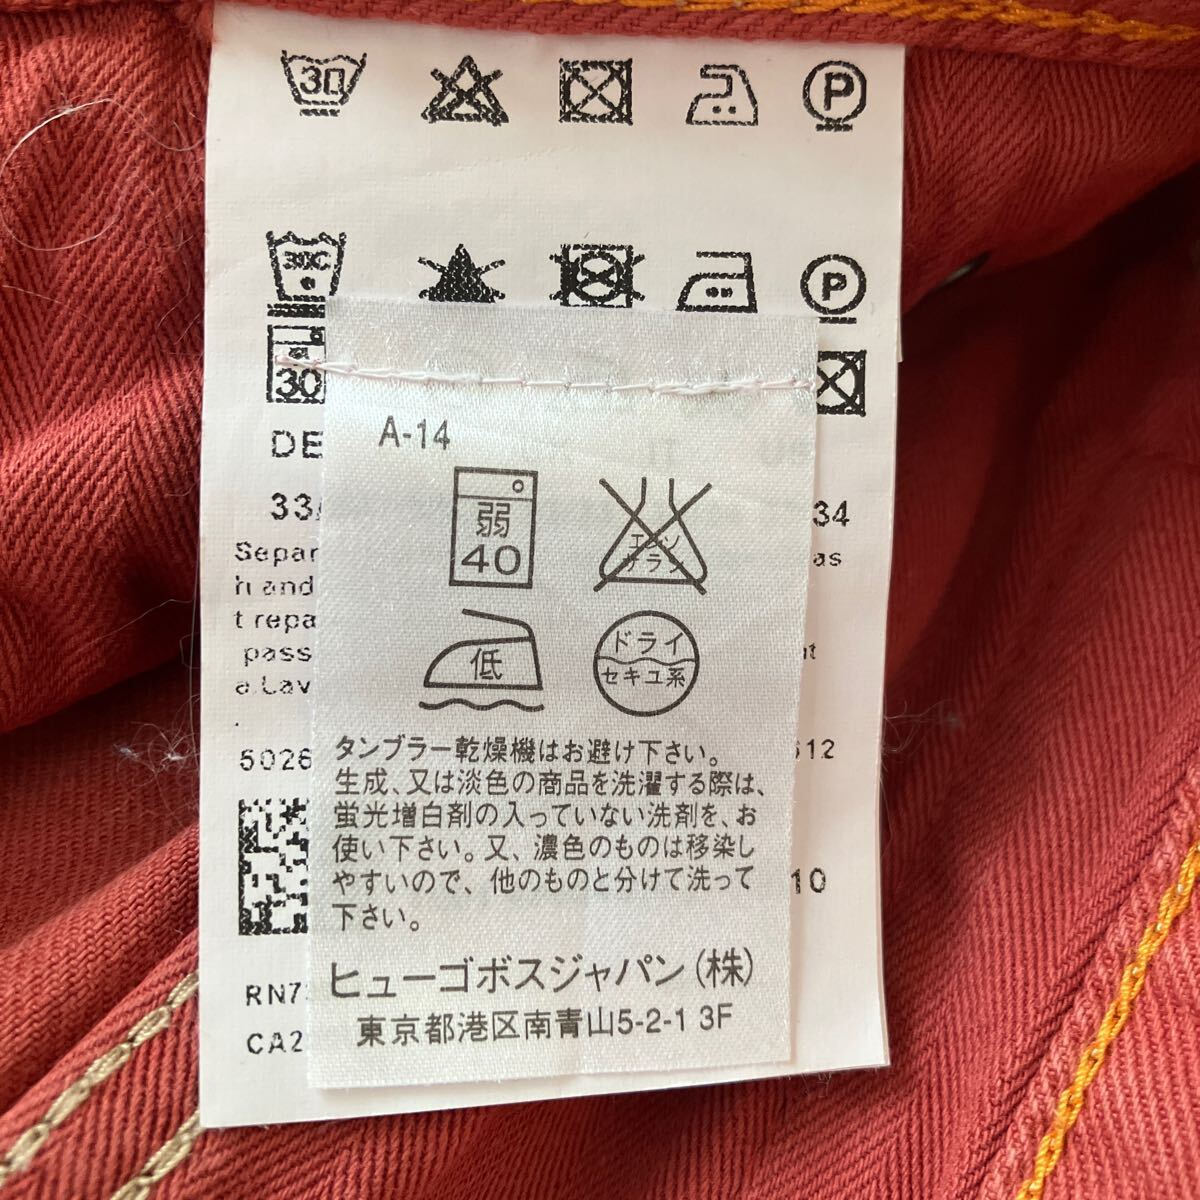 30 P
30C P
30
DE
A-14
33 34
弱
40
エンソ
サラシ
低
ドライ
セキユ系
Separ as
h and
t repa
pass
a.Lav
5026 612
タンブラー乾燥機はお避け下さい。
生成、又は淡色の商品を洗濯する際は、
蛍光増白剤の入っていない洗剤を、お
使い下さい。又、濃色のものは移染し
やすいので、他のものと分けて洗って
下さい。
10
ヒューゴボスジャパン(株)
東京都港区南青山5-2-1 3F
RN7
CA2